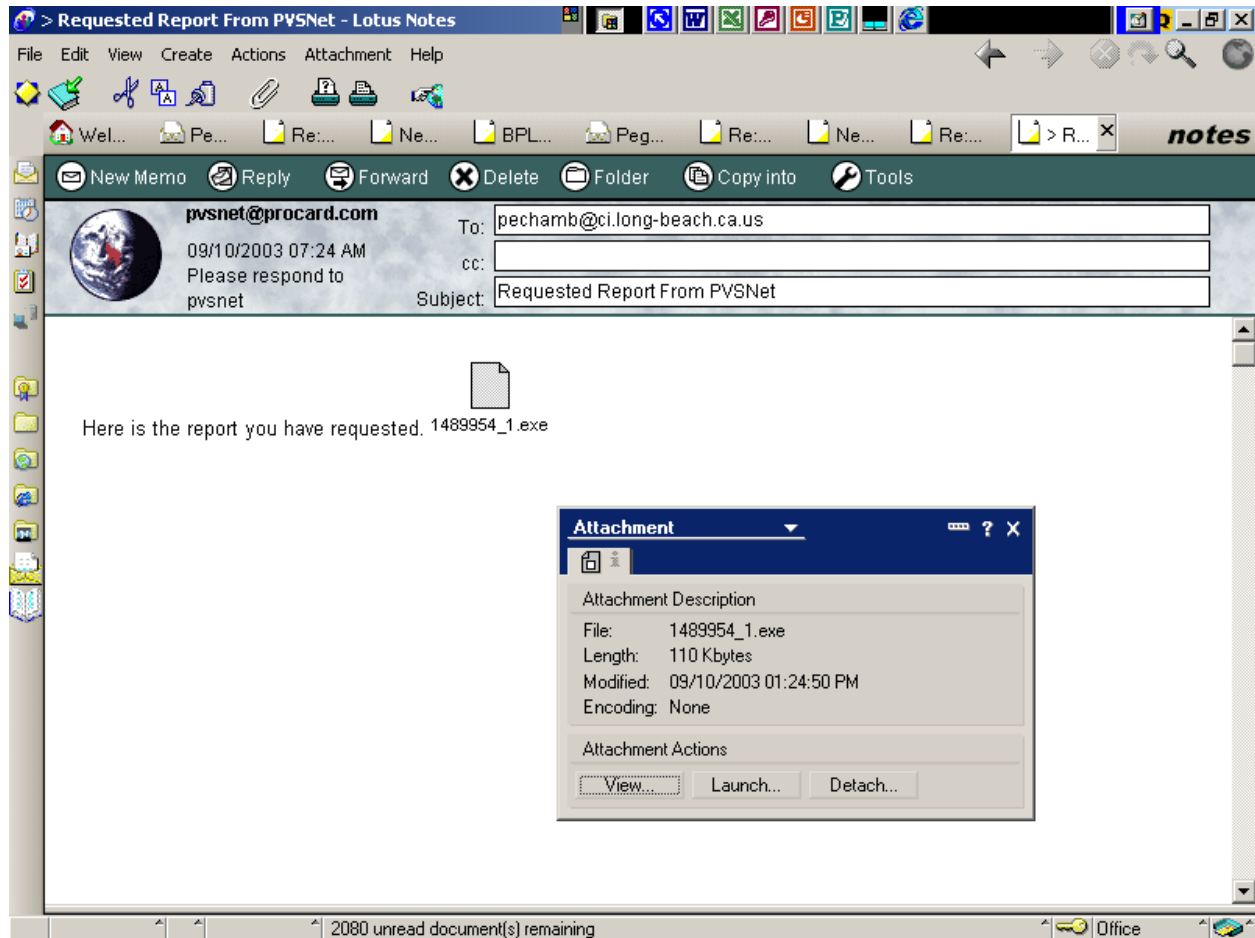 > Requested Report From PVSNet - Lotus Notes
File Edit View Create Actions Attachment Help
Wel... Pe... Re:... Ne... BPL... Peg... Re:... Ne... Re:... > R... notes
New Memo Reply Forward Delete Folder Copy into Tools
pvsnet@procard.com
09/10/2003 07:24 AM
Please respond to
pvsnet
To: pechamb@ci.long-beach.ca.us
cc:
Subject: Requested Report From PVSNet
Here is the report you have requested. 1489954_1.exe
Attachment
Attachment Description
File: 1489954_1.exe
Length: 110 Kbytes
Modified: 09/10/2003 01:24:50 PM
Encoding: None
Attachment Actions
View... Launch... Detach...
2080 unread document(s) remaining Office